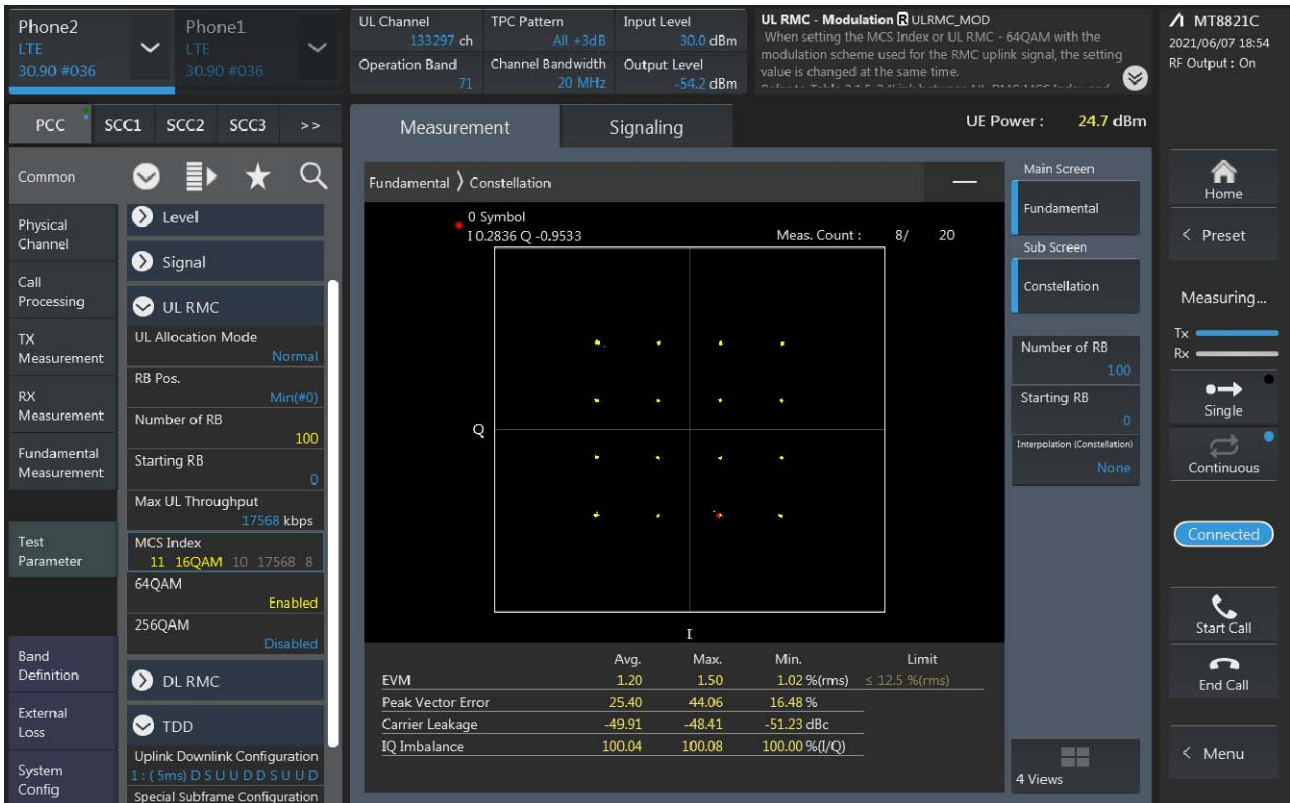 Phone2
LTE
30.90 #036
Phone1
LTE
30.90 #036
UL Channel
133297 ch
TPC Pattern
All +3dB
Input Level
30.0 dBm
Operation Band
71
Channel Bandwidth
20 MHz
Output Level
-54.2 dBm
UL RMC - Modulation R ULRMC_MOD
When setting the MCS Index or UL RMC - 64QAM with the
modulation scheme used for the RMC uplink signal, the setting
value is changed at the same time.
MT8821C
2021/06/07 18:54
RF Output : On
PCC SCC1 SCC2 SCC3 >>
Measurement
Signaling
UE Power : 24.7 dBm
Common
Physical
Channel
Call
Processing
TX
Measurement
RX
Measurement
Fundamental
Measurement
Test
Parameter
Band
Definition
External
Loss
System
Config
Level
Signal
UL RMC
UL Allocation Mode
Normal
RB Pos.
Min(#0)
Number of RB
100
Starting RB
0
Max UL Throughput
17568 kbps
MCS Index
11 16QAM 10 17568 8
64QAM
Enabled
256QAM
Disabled
DL RMC
TDD
Uplink Downlink Configuration
1 : ( 5ms) D S U U D D S U U D
Special Subframe Configuration
Fundamental ⟩ Constellation
0 Symbol
I 0.2836 Q -0.9533
Meas. Count : 8/ 20
Q
I
Avg. Max. Min. Limit
EVM 1.20 1.50 1.02 %(rms) ≤ 12.5 %(rms)
Peak Vector Error 25.40 44.06 16.48 %
Carrier Leakage -49.91 -48.41 -51.23 dBc
IQ Imbalance 100.04 100.08 100.00 %(I/Q)
Main Screen
Fundamental
Sub Screen
Constellation
Number of RB
100
Starting RB
0
Interpolation (Constellation)
None
4 Views
Home
< Preset
Measuring...
Tx
Rx
Single
Continuous
Connected
Start Call
End Call
< Menu